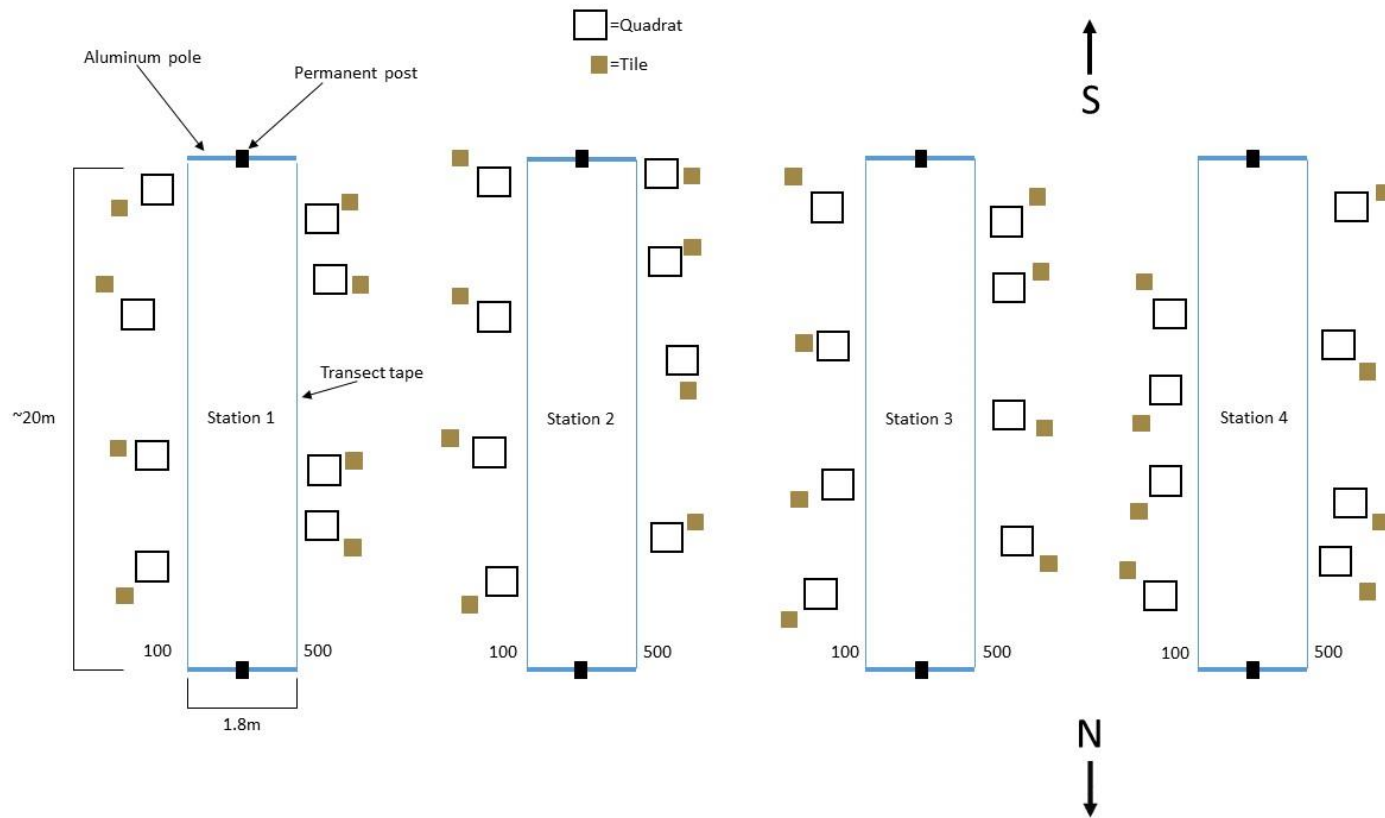 =Quadrat
=Tile
Aluminum pole
Permanent post
S
Transect tape
~20m
Station 1
Station 2
Station 3
Station 4
100
500
100
500
100
500
100
500
1.8m
N